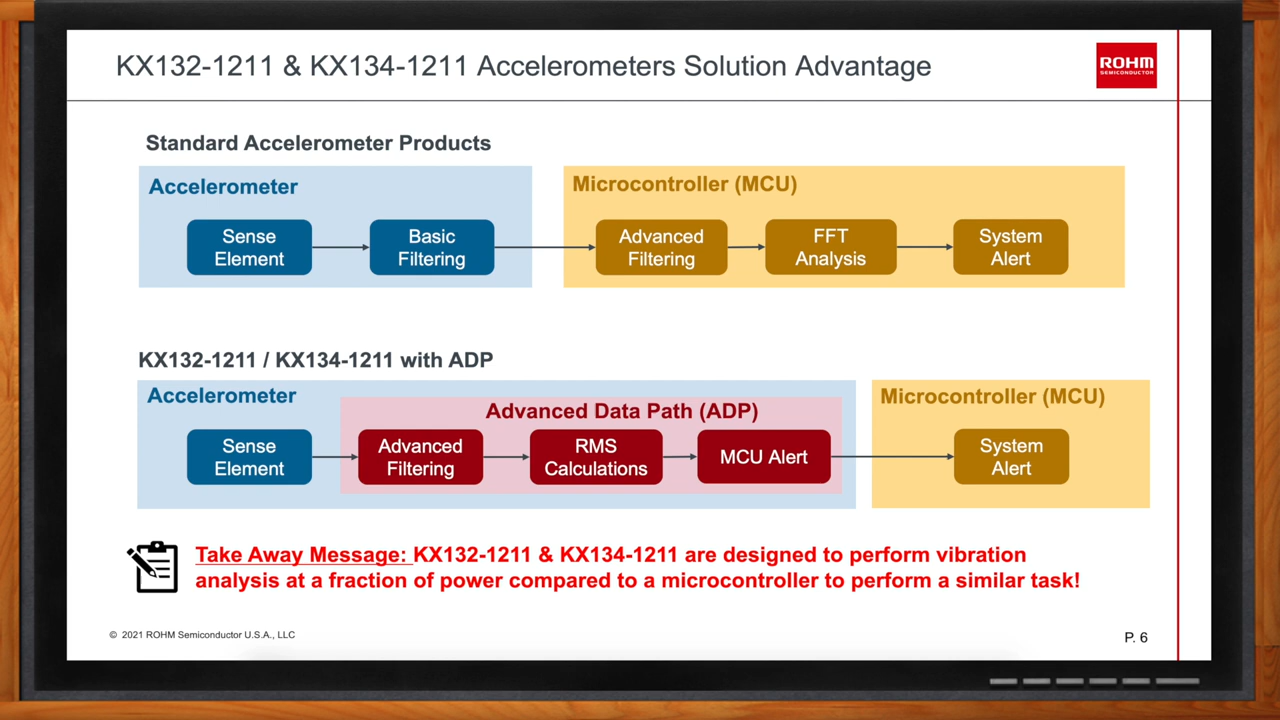 KX132-1211 & KX134-1211 Accelerometers Solution Advantage
ROHM
SEMICONDUCTOR
Standard Accelerometer Products
Accelerometer
Sense
Element
Basic
Filtering
Microcontroller (MCU)
Advanced
Filtering
FFT
Analysis
System
Alert
KX132-1211 / KX134-1211 with ADP
Accelerometer
Advanced Data Path (ADP)
Sense
Element
Advanced
Filtering
RMS
Calculations
MCU Alert
Microcontroller (MCU)
System
Alert
Take Away Message: KX132-1211 & KX134-1211 are designed to perform vibration
analysis at a fraction of power compared to a microcontroller to perform a similar task!
© 2021 ROHM Semiconductor U.S.A., LLC
P. 6